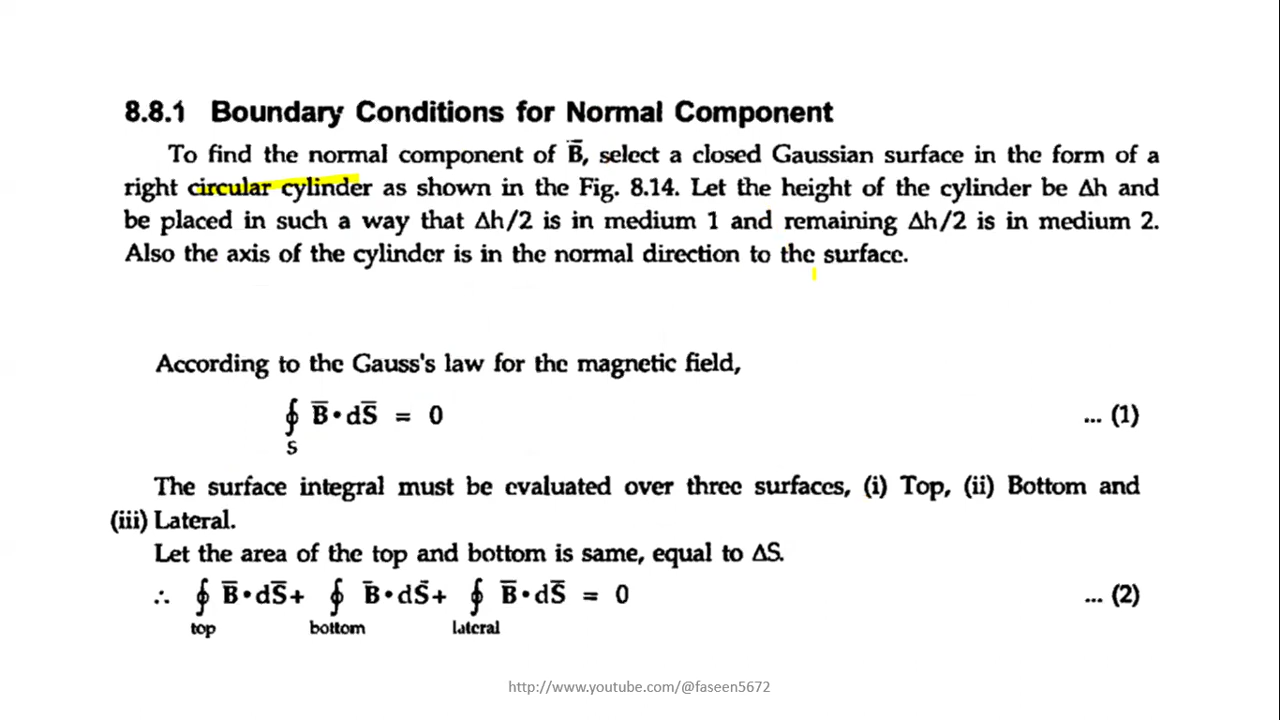 8.8.1 Boundary Conditions for Normal Component
To find the normal component of B̄, select a closed Gaussian surface in the form of a
right circular cylinder as shown in the Fig. 8.14. Let the height of the cylinder be Δh and
be placed in such a way that Δh/2 is in medium 1 and remaining Δh/2 is in medium 2.
Also the axis of the cylinder is in the normal direction to the surface.
According to the Gauss's law for the magnetic field,
∮ B̄ • dS̄ = 0 ... (1)
S
The surface integral must be evaluated over three surfaces, (i) Top, (ii) Bottom and
(iii) Lateral.
Let the area of the top and bottom is same, equal to ΔS.
∴ ∮ B̄ • dS̄ + ∮ B̄ • dS̄ + ∮ B̄ • dS̄ = 0 ... (2)
top bottom lateral
http://www.youtube.com/@faseen5672